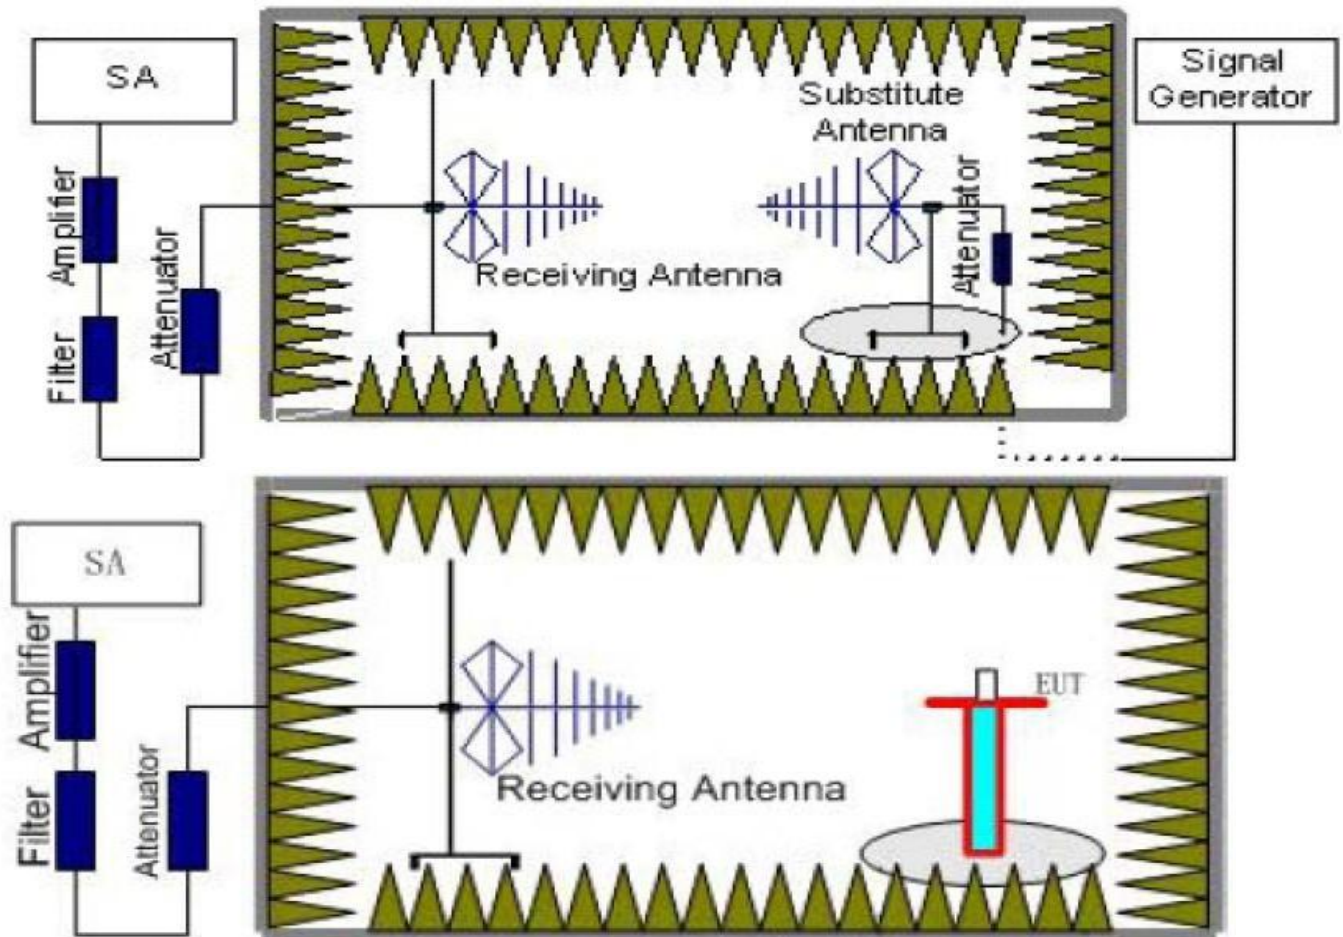 SA
Signal
Generator
Substitute
Antenna
Amplifier
Attenuator
Attenuator
Receiving Antenna
Filter
SA
Amplifier
EUT
Receiving Antenna
Filter
Attenuator